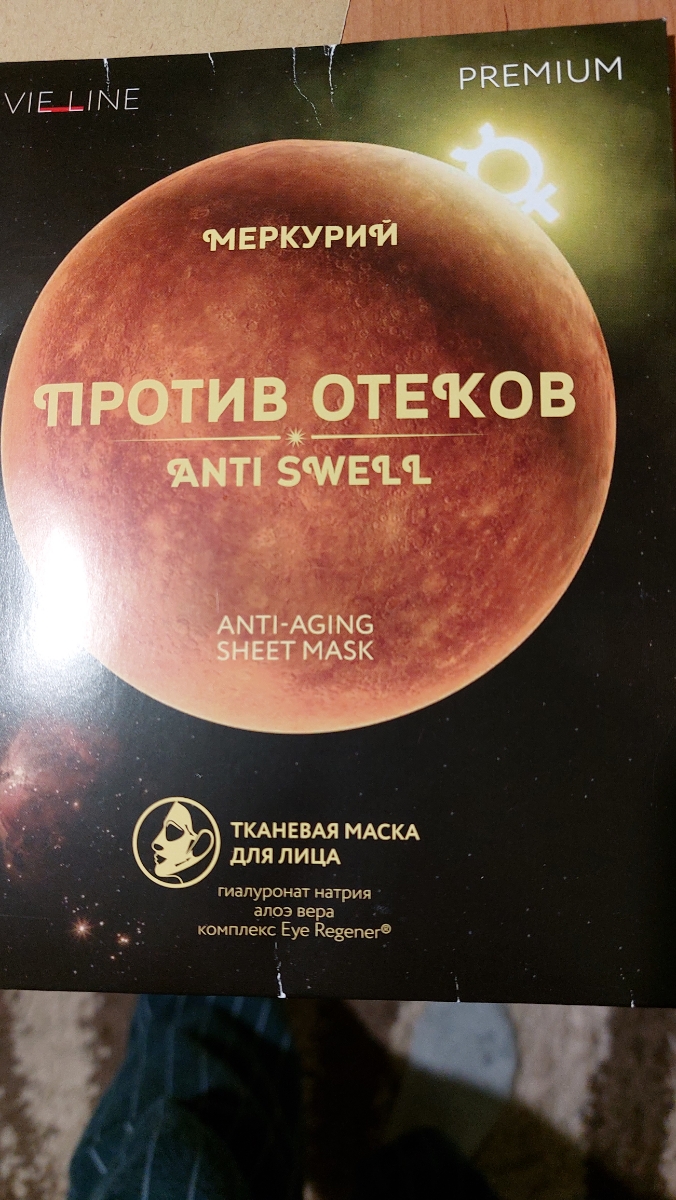 VIE LINE
PREMIUM
МЕРКУРИЙ
ПРОТИВ ОТЕКОВ
ANTI SWELL
ANTI-AGING
SHEET MASK
ТКАНЕВАЯ МАСКА
ДЛЯ ЛИЦА
гиалуронат натрия
алоэ вера
комплекс Eye Regener®